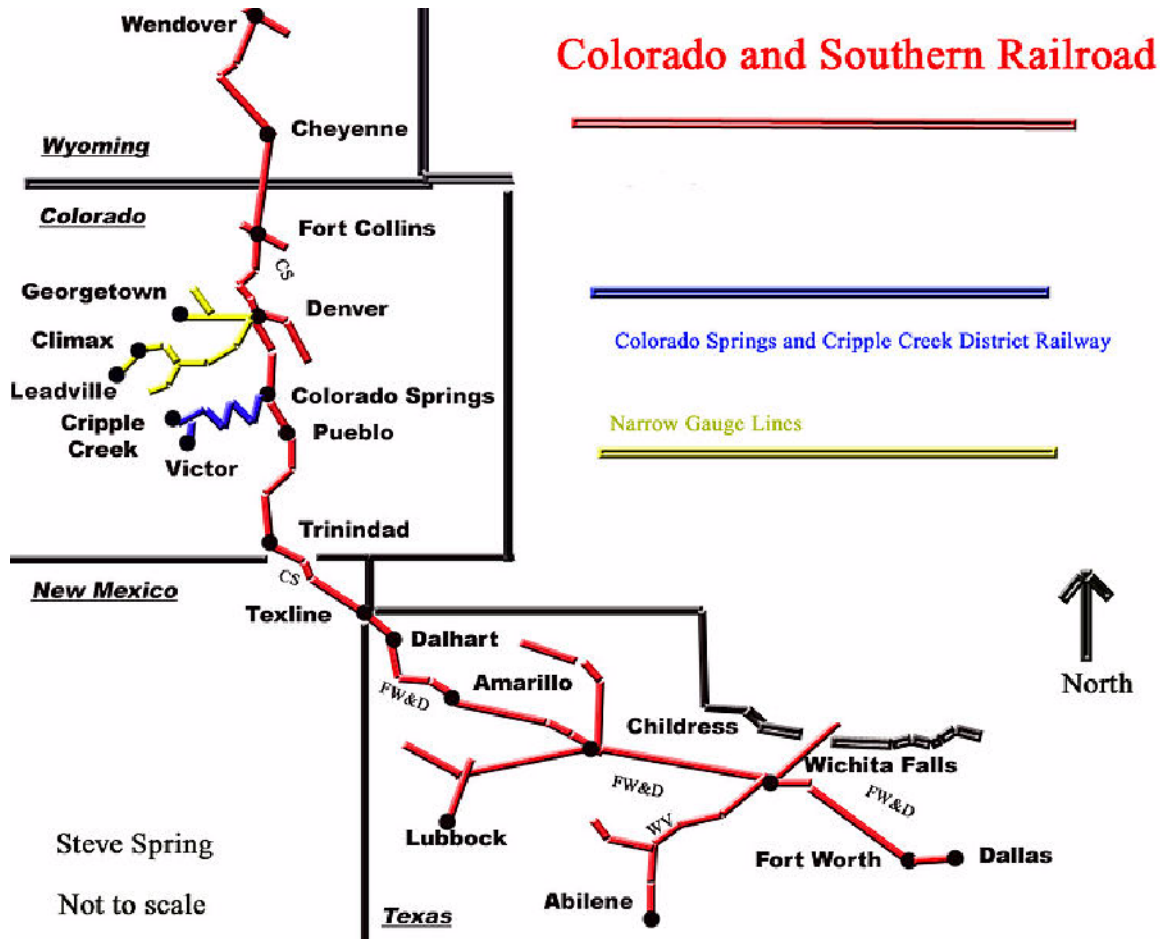 Wendover
Colorado and Southern Railroad
Cheyenne
Wyoming
Colorado
Fort Collins
CS
Georgetown
Denver
Climax
Colorado Springs and Cripple Creek District Railway
Leadville
Colorado Springs
Cripple
Creek
Pueblo
Narrow Gauge Lines
Victor
Trinindad
CS
New Mexico
Texline
Dalhart
Amarillo
FW&D
North
Childress
Wichita Falls
FW&D
FW&D
WV
Lubbock
Steve Spring
Fort Worth
Dallas
Not to scale
Abilene
Texas